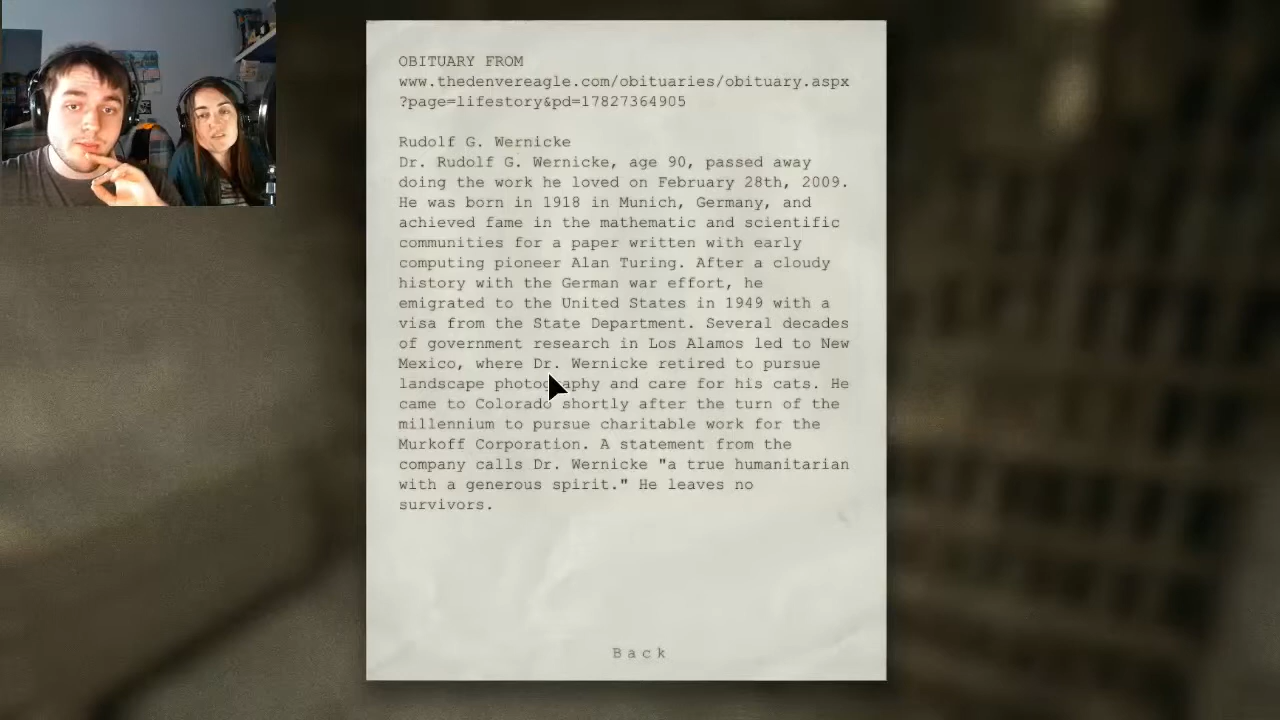 OBITUARY FROM
www.thedenvereagle.com/obituaries/obituary.aspx
?page=lifestory&pd=17827364905
Rudolf G. Wernicke
Dr. Rudolf G. Wernicke, age 90, passed away
doing the work he loved on February 28th, 2009.
He was born in 1918 in Munich, Germany, and
achieved fame in the mathematic and scientific
communities for a paper written with early
computing pioneer Alan Turing. After a cloudy
history with the German war effort, he
emigrated to the United States in 1949 with a
visa from the State Department. Several decades
of government research in Los Alamos led to New
Mexico, where Dr. Wernicke retired to pursue
landscape photography and care for his cats. He
came to Colorado shortly after the turn of the
millennium to pursue charitable work for the
Murkoff Corporation. A statement from the
company calls Dr. Wernicke "a true humanitarian
with a generous spirit." He leaves no
survivors.
Back